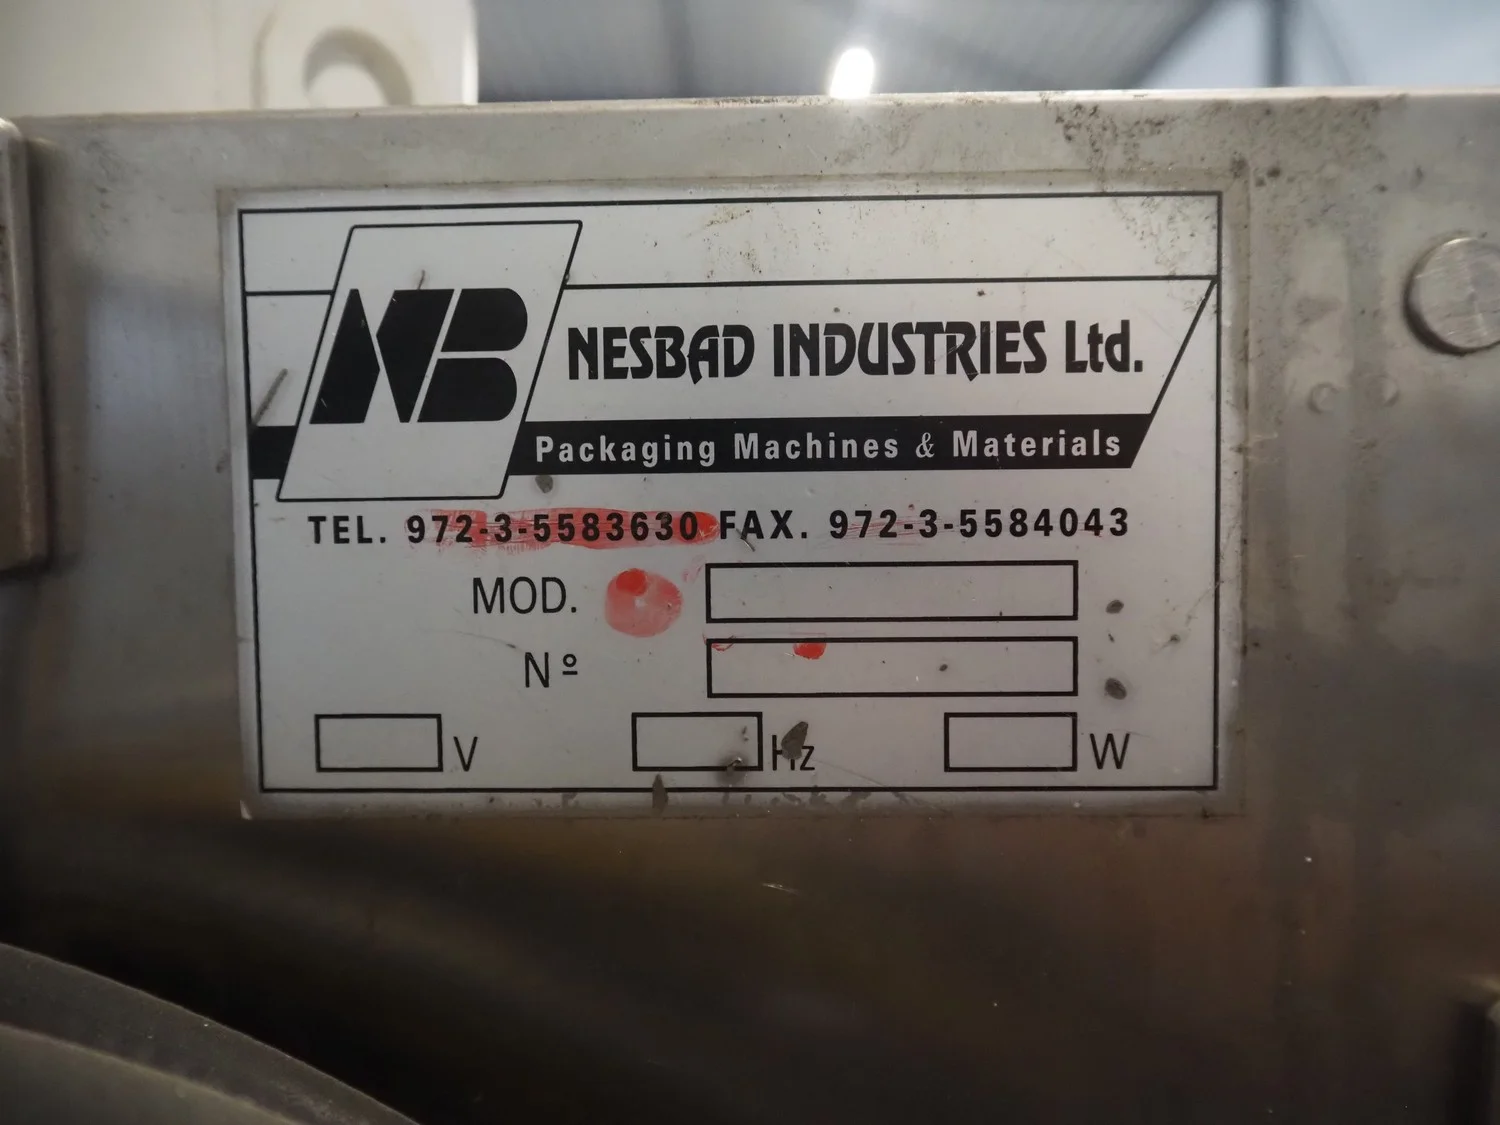 NB
NESBAD INDUSTRIES Ltd.
Packaging Machines & Materials
TEL. 972-3-5583630 FAX. 972-3-5584043
MOD.
Nº
V Hz W